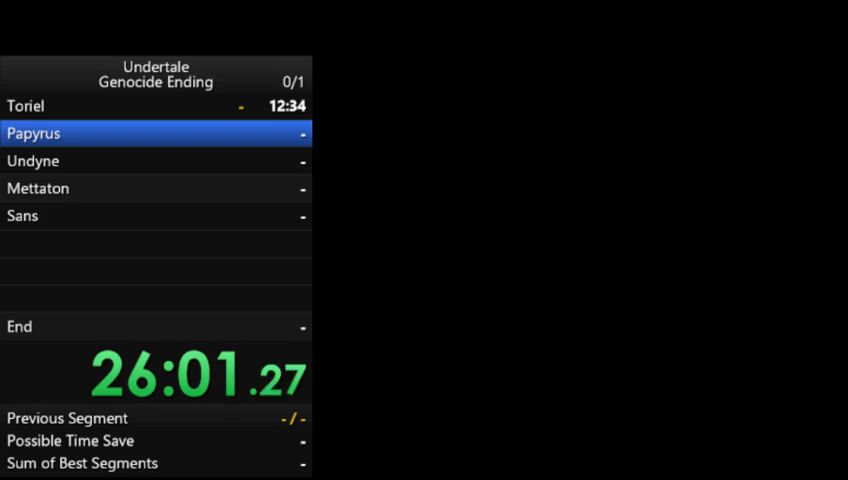 Undertale
Genocide Ending 0/1
Toriel - 12:34
Papyrus -
Undyne -
Mettaton -
Sans -
End -
26:01.27
Previous Segment - / -
Possible Time Save -
Sum of Best Segments -